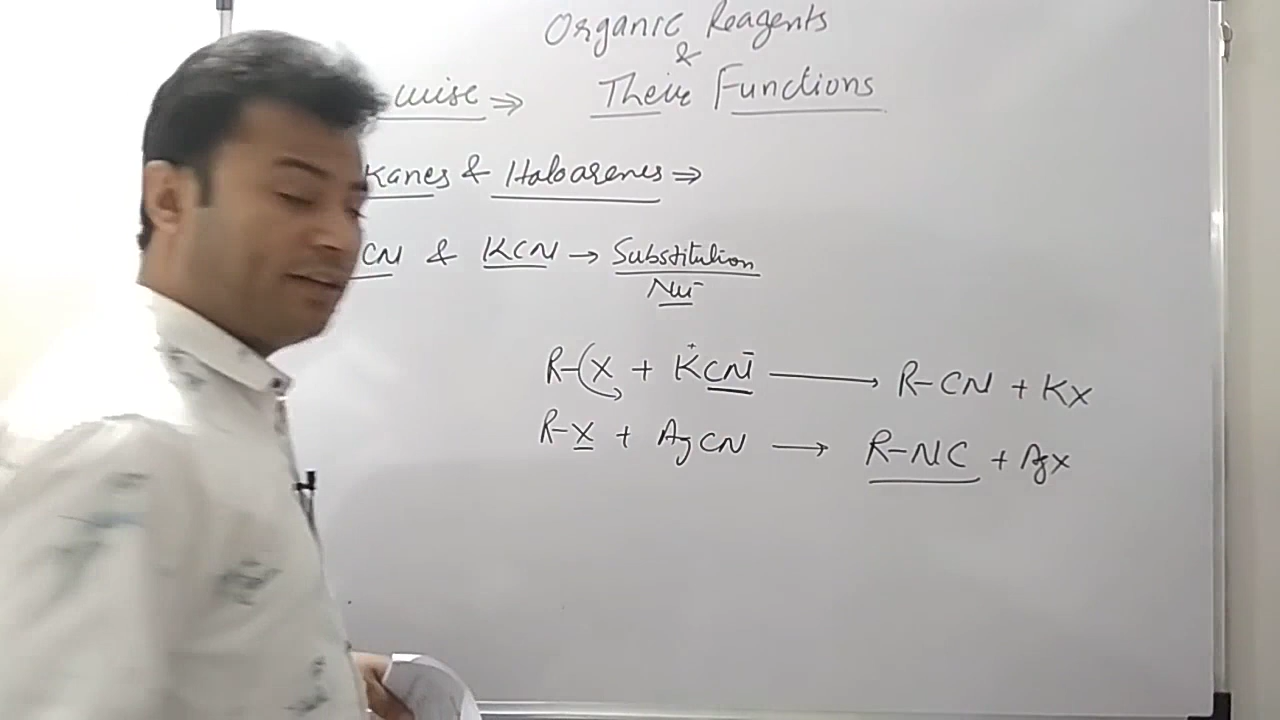 Organic Reagents
&
wise ⇒ Their Functions
Kanes & Haloarenes ⇒
CN & KCN → Substitution
Nu⁻
R-(X + K⁺CN⁻ ⟶ R-CN + KX
R-X + AgCN ⟶ R-NC + AgX